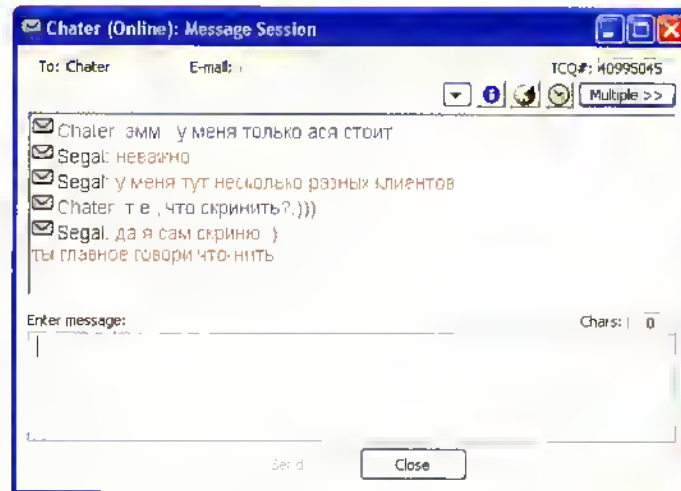 Chater (Online): Message Session
To: Chater E-mail: TCQ#: 40995045
Multiple >>
Chater эмм у меня только ася стоит
Segal: неважно
Segal: у меня тут несколько разных клиентов
Chater т е , что скринить?,)))
Segal. да я сам скриню )
ты главное говори что-нить
Enter message: Chars: 0
Send Close